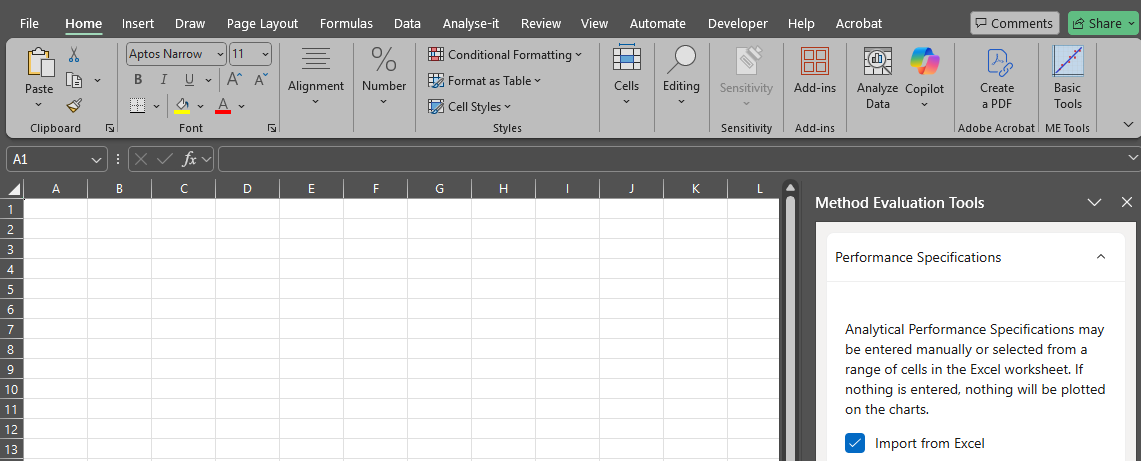 File Home Insert Draw Page Layout Formulas Data Analyse-it Review View Automate Developer Help Acrobat Comments Share
Paste
Clipboard
Aptos Narrow 11
B I U A A
A
Font
Alignment
%
Number
Conditional Formatting
Format as Table
Cell Styles
Styles
Cells
Editing
Sensitivity
Sensitivity
Add-ins
Add-ins
Analyze
Data
Copilot
Create
a PDF
Adobe Acrobat
Basic
Tools
ME Tools
A1 fx
A B C D E F G H I J K L
1
2
3
4
5
6
7
8
9
10
11
12
13
Method Evaluation Tools
Performance Specifications
Analytical Performance Specifications may
be entered manually or selected from a
range of cells in the Excel worksheet. If
nothing is entered, nothing will be plotted
on the charts.
Import from Excel